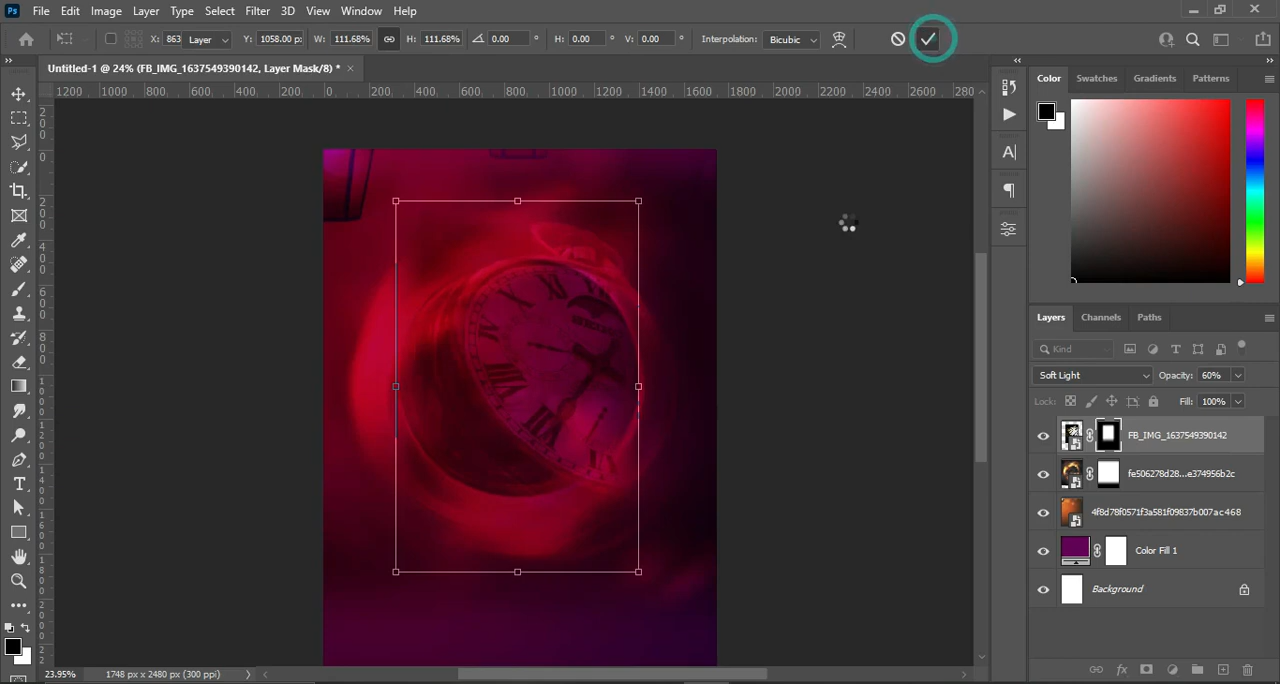 Ps File Edit Image Layer Type Select Filter 3D View Window Help
X: 863 Layer Y: 1058.00 px W: 111.68% H: 111.68% 0.00 ° H: 0.00 ° V: 0.00 ° Interpolation: Bicubic
Untitled-1 @ 24% (FB_IMG_1637549390142, Layer Mask/8) * ×
1200 1000 800 600 400 200 0 200 400 600 800 1000 1200 1400 1600 1800 2000 2200 2400 2600 280
Color Swatches Gradients Patterns
Layers Channels Paths
Kind
Soft Light Opacity: 60%
Lock: Fill: 100%
FB_IMG_1637549390142
fe506278d28...e374956b2c
4f8d78f0571f3a581f09837b007ac468
Color Fill 1
Background
23.95% 1748 px x 2480 px (300 ppi)